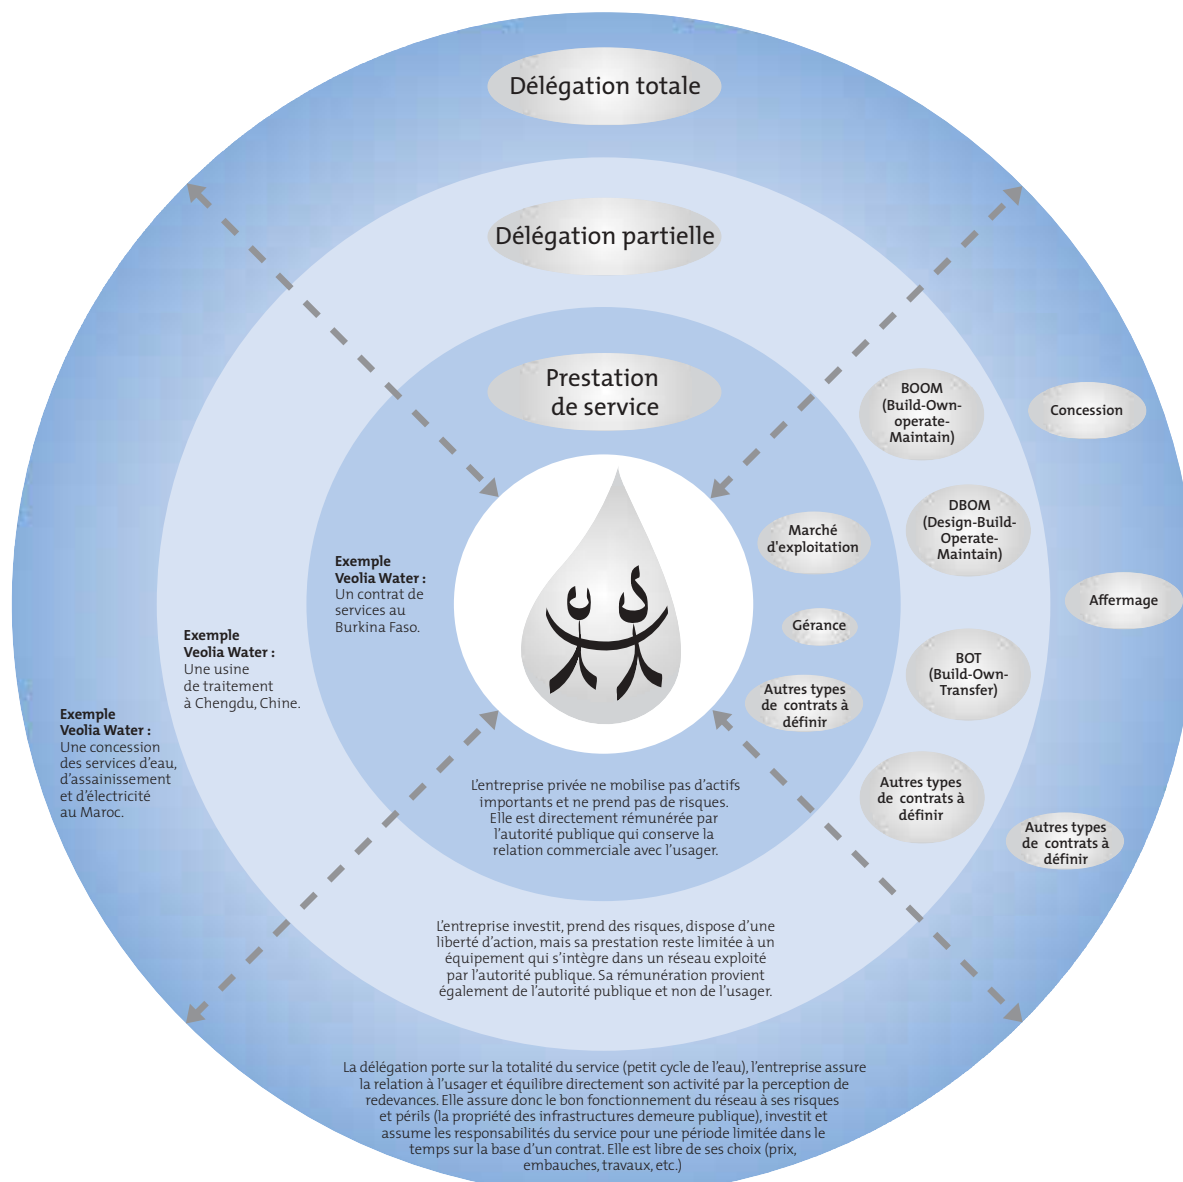 Délégation totale
Délégation partielle
Prestation
de service
BOOM
(Build-Own-
operate-
Maintain)
Concession
DBOM
(Design-Build-
Operate-
Maintain)
Marché
d'exploitation
Affermage
Gérance
BOT
(Build-Own-
Transfer)
Autres types
de contrats à
définir
Autres types
de contrats à
définir
Autres types
de contrats à
définir
Exemple
Veolia Water :
Un contrat de
services au
Burkina Faso.
Exemple
Veolia Water :
Une usine
de traitement
à Chengdu, Chine.
Exemple
Veolia Water :
Une concession
des services d’eau,
d’assainissement
et d’électricité
au Maroc.
L’entreprise privée ne mobilise pas d’actifs
importants et ne prend pas de risques.
Elle est directement rémunérée par
l’autorité publique qui conserve la
relation commerciale avec l’usager.
L’entreprise investit, prend des risques, dispose d’une
liberté d’action, mais sa prestation reste limitée à un
équipement qui s’intègre dans un réseau exploité
par l’autorité publique. Sa rémunération provient
également de l’autorité publique et non de l’usager.
La délégation porte sur la totalité du service (petit cycle de l’eau), l’entreprise assure
la relation à l’usager et équilibre directement son activité par la perception de
redevances. Elle assure donc le bon fonctionnement du réseau à ses risques
et périls (la propriété des infrastructures demeure publique), investit et
assume les responsabilités du service pour une période limitée dans le
temps sur la base d’un contrat. Elle est libre de ses choix (prix,
embauches, travaux, etc.)